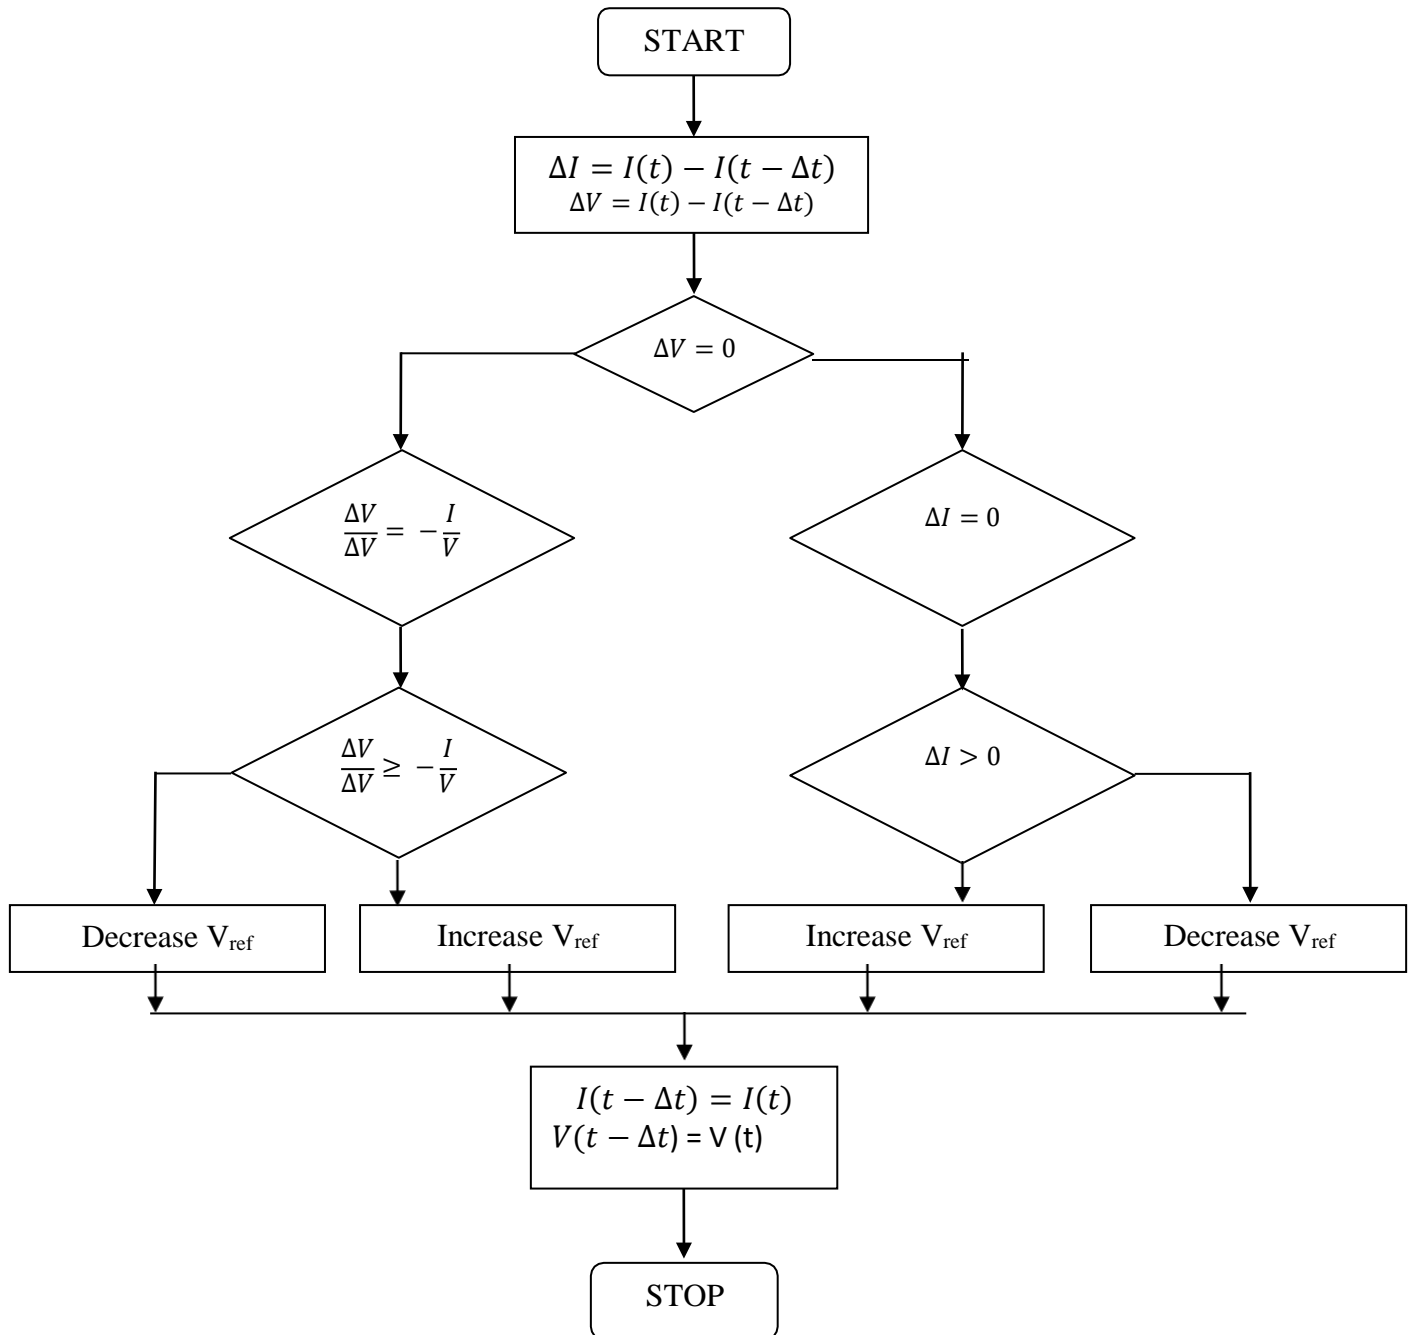 START
ΔI = I(t) − I(t − Δt)
ΔV = I(t) − I(t − Δt)
ΔV = 0
ΔV/ΔV = − I/V
ΔI = 0
ΔV/ΔV ≥ − I/V
ΔI > 0
Decrease Vref
Increase Vref
Increase Vref
Decrease Vref
I(t − Δt) = I(t)
V(t − Δt) = V (t)
STOP